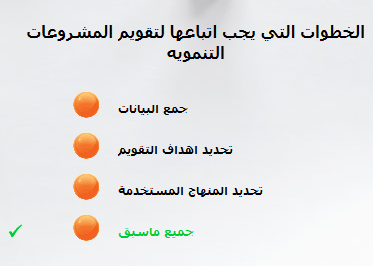 الخطوات التي يجب اتباعها لتقويم المشروعات
التنمويه
جمع البيانات
تحديد اهداف التقويم
تحديد المنهاج المستخدمة
جميع ماسبق